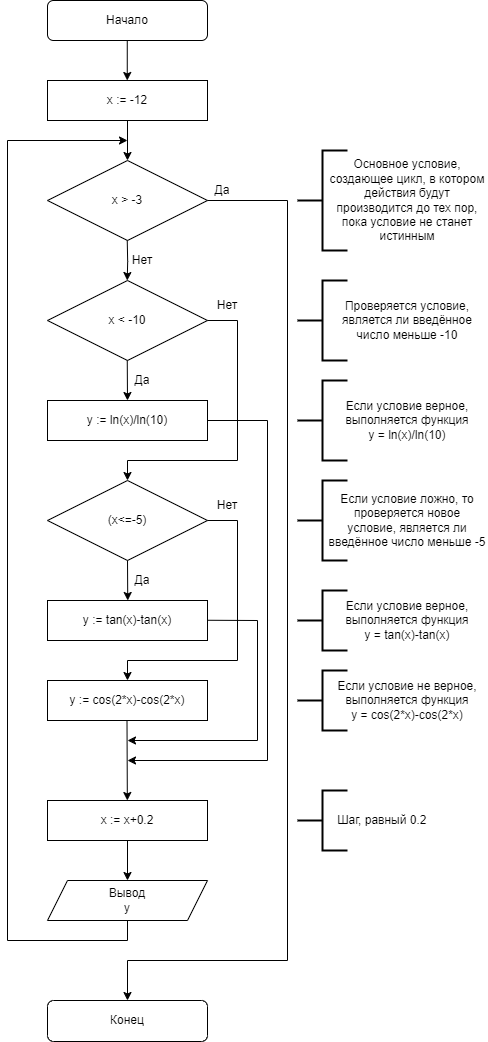 Начало
x := -12
x > -3
Да
Основное условие,
создающее цикл, в котором
действия будут
производится до тех пор,
пока условие не станет
истинным
Нет
x < -10
Нет
Проверяется условие,
является ли введённое
число меньше -10
Да
y := ln(x)/ln(10)
Если условие верное,
выполняется функция
y = ln(x)/ln(10)
(x<=-5)
Нет
Если условие ложно, то
проверяется новое
условие, является ли
введённое число меньше -5
Да
y := tan(x)-tan(x)
Если условие верное,
выполняется функция
y = tan(x)-tan(x)
y := cos(2*x)-cos(2*x)
Если условие не верное,
выполняется функция
y = cos(2*x)-cos(2*x)
x := x+0.2
Шаг, равный 0.2
Вывод
y
Конец